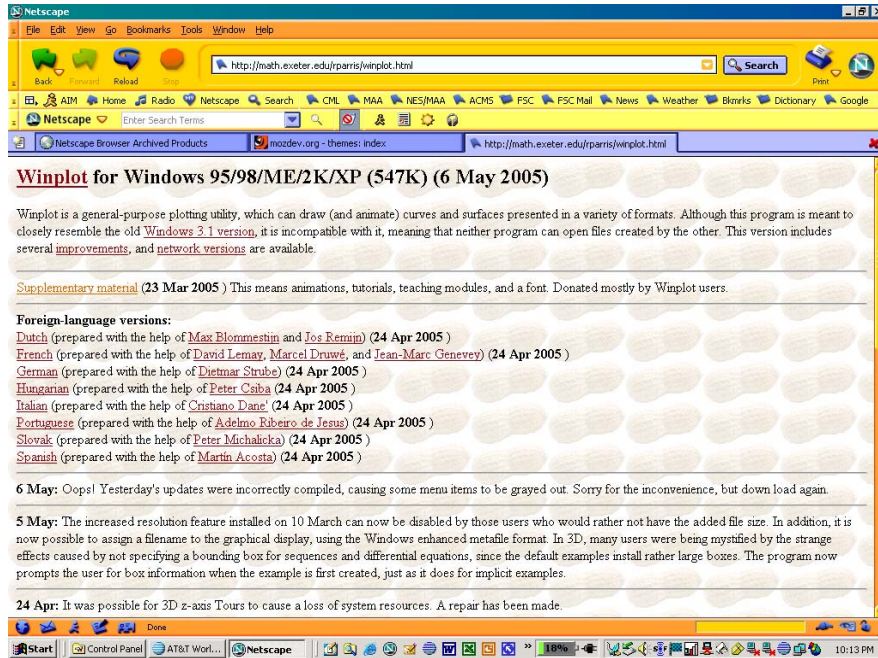 Netscape
File Edit View Go Bookmarks Tools Window Help
http://math.exeter.edu/rparris/winplot.html
Search
Back Forward Reload Stop
Print
AIM Home Radio Netscape Search CML MAA NES/MAA ACMS FSC FSC Mail News Weather Bkmrks Dictionary Google
Netscape Enter Search Terms
Netscape Browser Archived Products mozdev.org - themes: index http://math.exeter.edu/rparris/winplot.html
Winplot for Windows 95/98/ME/2K/XP (547K) (6 May 2005)
Winplot is a general-purpose plotting utility, which can draw (and animate) curves and surfaces presented in a variety of formats. Although this program is meant to
closely resemble the old Windows 3.1 version, it is incompatible with it, meaning that neither program can open files created by the other. This version includes
several improvements, and network versions are available.
Supplementary material (23 Mar 2005 ) This means animations, tutorials, teaching modules, and a font. Donated mostly by Winplot users.
Foreign-language versions:
Dutch (prepared with the help of Max Blommestijn and Jos Remijn) (24 Apr 2005 )
French (prepared with the help of David Lemay, Marcel Druwé, and Jean-Marc Genevey) (24 Apr 2005 )
German (prepared with the help of Dietmar Strube) (24 Apr 2005 )
Hungarian (prepared with the help of Peter Csiba (24 Apr 2005 )
Italian (prepared with the help of Cristiano Dane' (24 Apr 2005 )
Portuguese (prepared with the help of Adelmo Ribeiro de Jesus) (24 Apr 2005 )
Slovak (prepared with the help of Peter Michalicka) (24 Apr 2005 )
Spanish (prepared with the help of Martín Acosta) (24 Apr 2005 )
6 May: Oops! Yesterday's updates were incorrectly compiled, causing some menu items to be grayed out. Sorry for the inconvenience, but down load again.
5 May: The increased resolution feature installed on 10 March can now be disabled by those users who would rather not have the added file size. In addition, it is
now possible to assign a filename to the graphical display, using the Windows enhanced metafile format. In 3D, many users were being mystified by the strange
effects caused by not specifying a bounding box for sequences and differential equations, since the default examples install rather large boxes. The program now
prompts the user for box information when the example is first created, just as it does for implicit examples.
24 Apr: It was possible for 3D z-axis Tours to cause a loss of system resources. A repair has been made.
Done
Start Control Panel AT&T Worl... Netscape 18% 10:13 PM